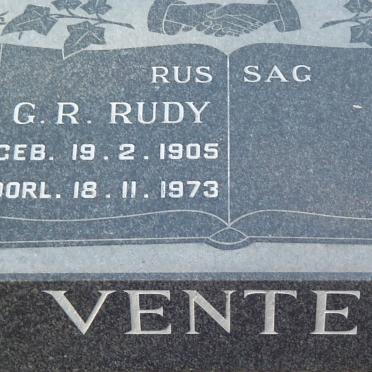 RUS SAG
G. R. RUDY
GEB. 19. 2. 1905
OORL. 18. 11. 1973
VENTE